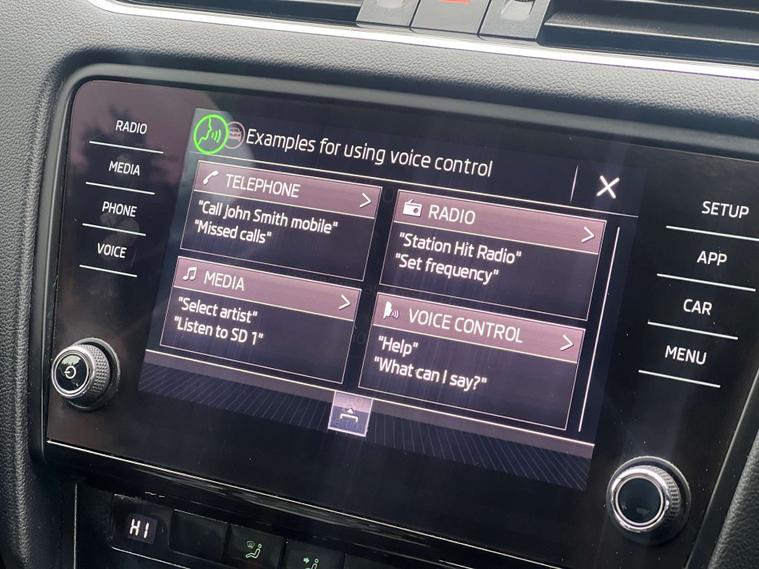 RADIO
MEDIA
PHONE
VOICE
Examples for using voice control
TELEPHONE
"Call John Smith mobile"
"Missed calls"
RADIO
"Station Hit Radio"
"Set frequency"
MEDIA
"Select artist"
"Listen to SD 1"
VOICE CONTROL
"Help"
"What can I say?"
SETUP
APP
CAR
MENU
HI